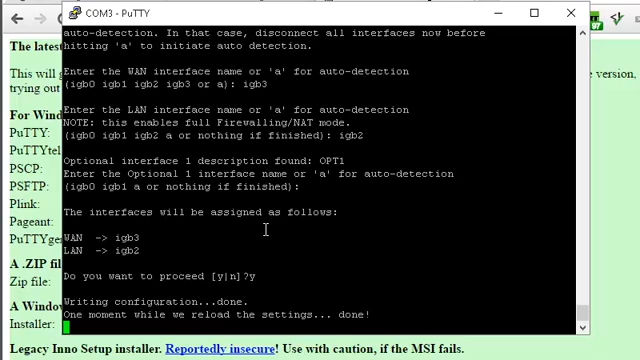 COM3 - PuTTY
The latest
This will g
e version,
trying out
For Windo
PuTTY:
PuTTYtel
PSCP:
PSFTP:
Plink:
Pageant:
PuTTYge
A .ZIP fi
Zip file:
A Window
Installer:
auto-detection. In that case, disconnect all interfaces now before
hitting 'a' to initiate auto detection.
Enter the WAN interface name or 'a' for auto-detection
(igb0 igb1 igb2 igb3 or a): igb3
Enter the LAN interface name or 'a' for auto-detection
NOTE: this enables full Firewalling/NAT mode.
(igb0 igb1 igb2 a or nothing if finished): igb2
Optional interface 1 description found: OPT1
Enter the Optional 1 interface name or 'a' for auto-detection
(igb0 igb1 a or nothing if finished):
The interfaces will be assigned as follows:
WAN -> igb3
LAN -> igb2
Do you want to proceed [y|n]?y
Writing configuration...done.
One moment while we reload the settings... done!
Legacy Inno Setup installer. Reportedly insecure! Use with caution, if the MSI fails.